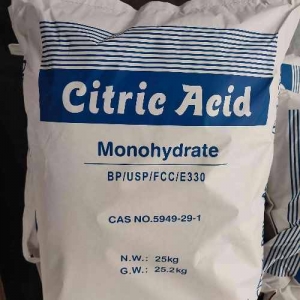 Citric Acid
Monohydrate
BP/USP/FCC/E330
CAS NO.5949-29-1
N.W.: 25kg
G.W.: 25.2kg